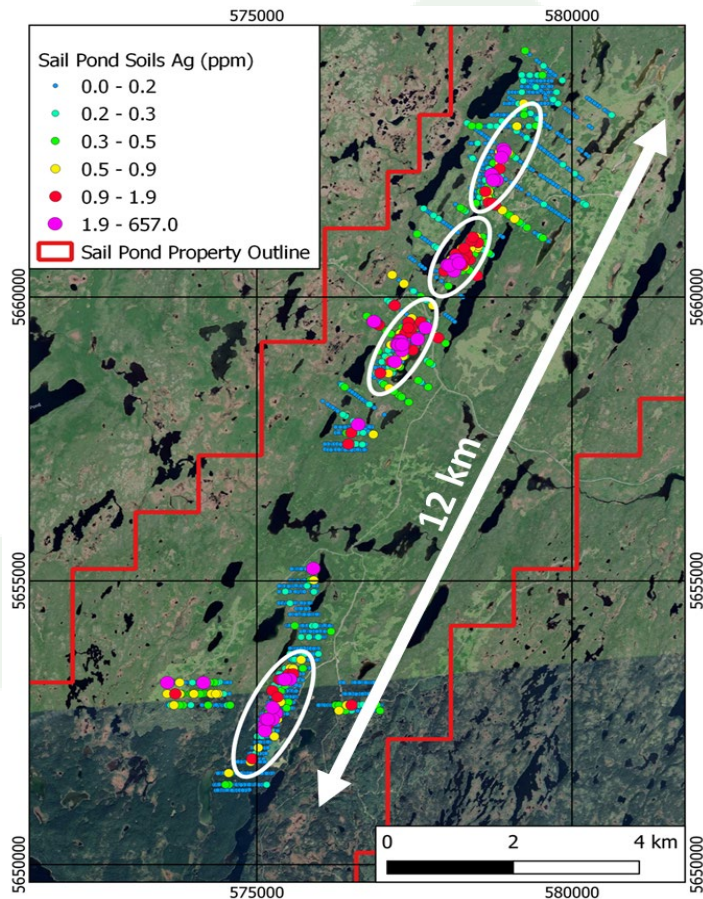 575000
580000
Sail Pond Soils Ag (ppm)
0.0 - 0.2
0.2 - 0.3
0.3 - 0.5
0.5 - 0.9
0.9 - 1.9
1.9 - 657.0
Sail Pond Property Outline
5660000
5660000
12 km
5655000
5655000
0 2 4 km
5650000
5650000
575000
580000